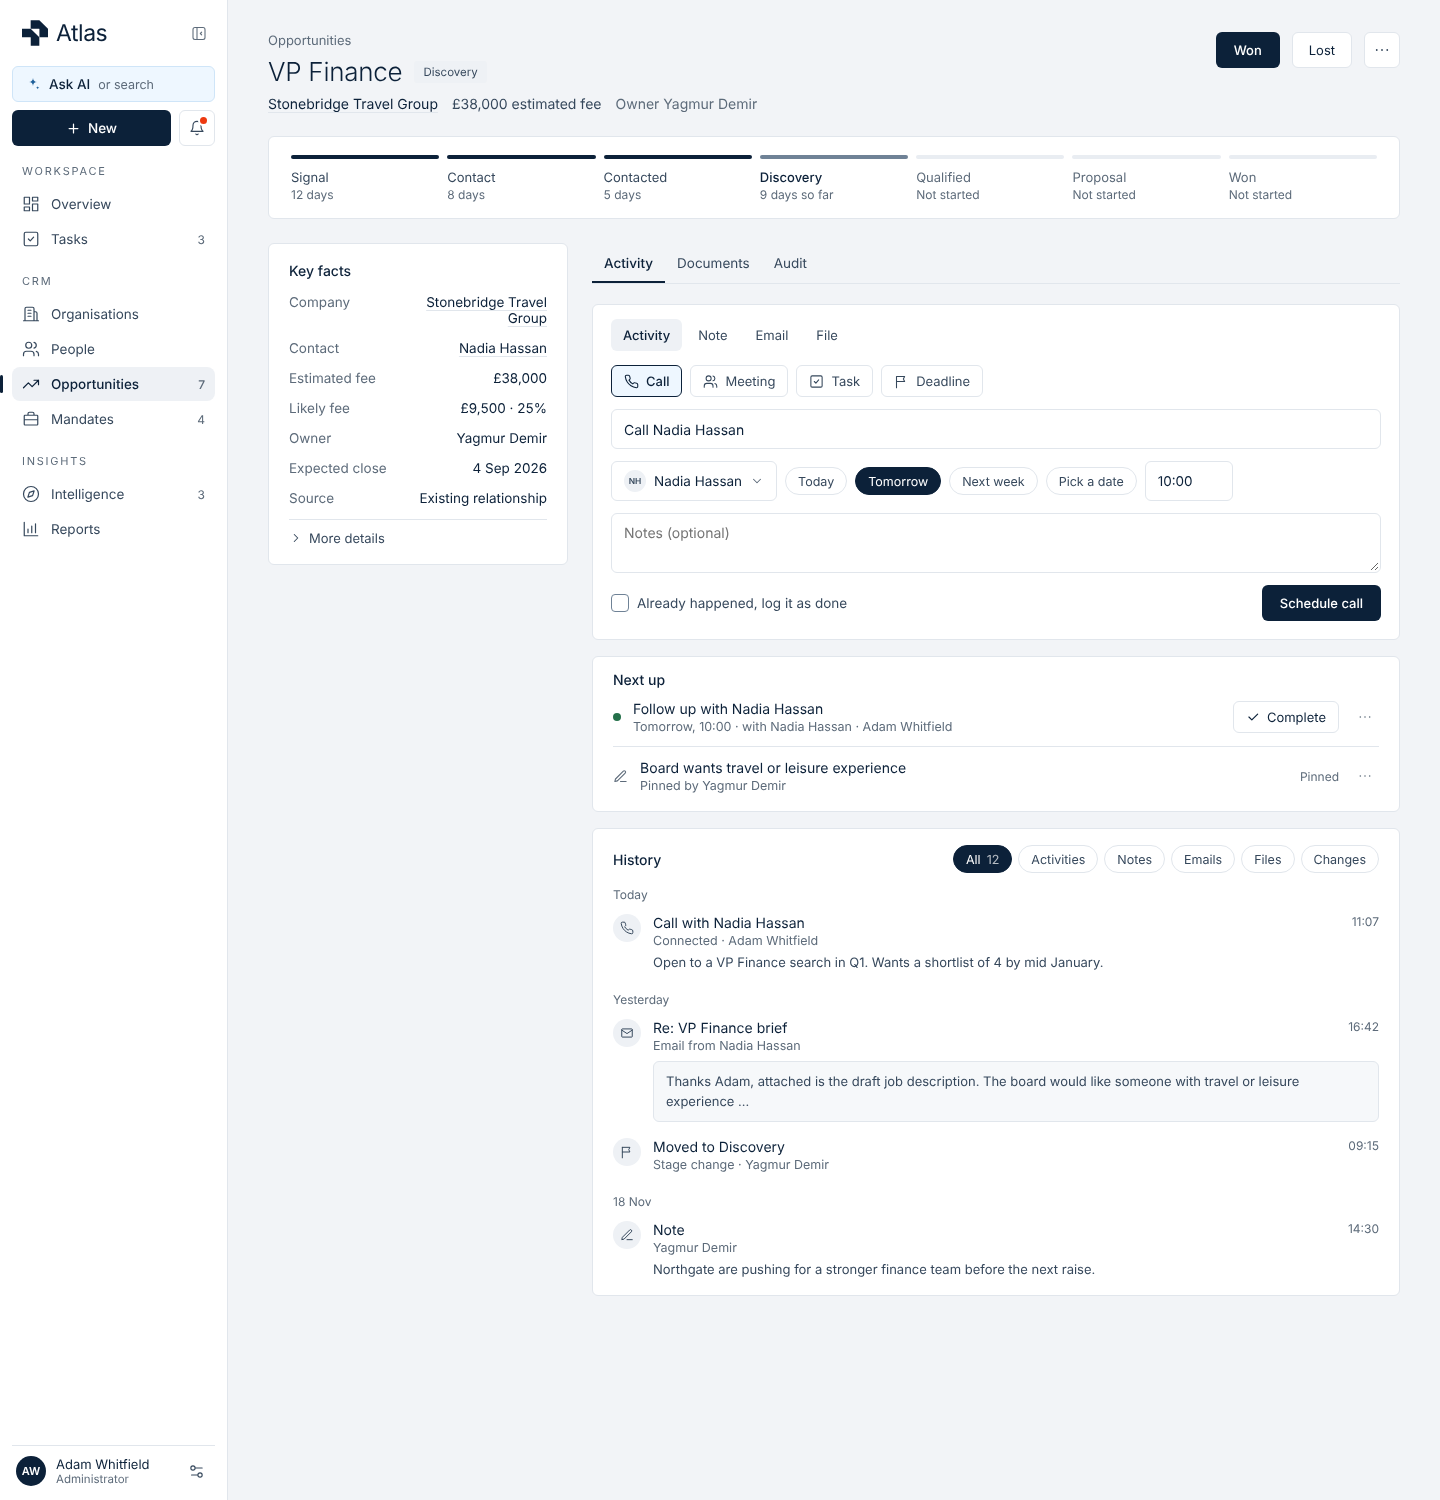 Atlas
Ask AI or search
New
WORKSPACE
Overview
Tasks 3
CRM
Organisations
People
Opportunities 7
Mandates 4
INSIGHTS
Intelligence 3
Reports
AW
Adam Whitfield
Administrator
Opportunities
VP Finance Discovery
Stonebridge Travel Group £38,000 estimated fee Owner Yagmur Demir
Won Lost ···
Signal
12 days
Contact
8 days
Contacted
5 days
Discovery
9 days so far
Qualified
Not started
Proposal
Not started
Won
Not started
Key facts
Company Stonebridge Travel
Group
Contact Nadia Hassan
Estimated fee £38,000
Likely fee £9,500 · 25%
Owner Yagmur Demir
Expected close 4 Sep 2026
Source Existing relationship
More details
Activity Documents Audit
Activity Note Email File
Call Meeting Task Deadline
Call Nadia Hassan
NH Nadia Hassan Today Tomorrow Next week Pick a date 10:00
Notes (optional)
Already happened, log it as done Schedule call
Next up
Follow up with Nadia Hassan
Tomorrow, 10:00 · with Nadia Hassan · Adam Whitfield
Complete ···
Board wants travel or leisure experience
Pinned by Yagmur Demir
Pinned ···
History All 12 Activities Notes Emails Files Changes
Today
Call with Nadia Hassan 11:07
Connected · Adam Whitfield
Open to a VP Finance search in Q1. Wants a shortlist of 4 by mid January.
Yesterday
Re: VP Finance brief 16:42
Email from Nadia Hassan
Thanks Adam, attached is the draft job description. The board would like someone with travel or leisure
experience ...
Moved to Discovery 09:15
Stage change · Yagmur Demir
18 Nov
Note 14:30
Yagmur Demir
Northgate are pushing for a stronger finance team before the next raise.